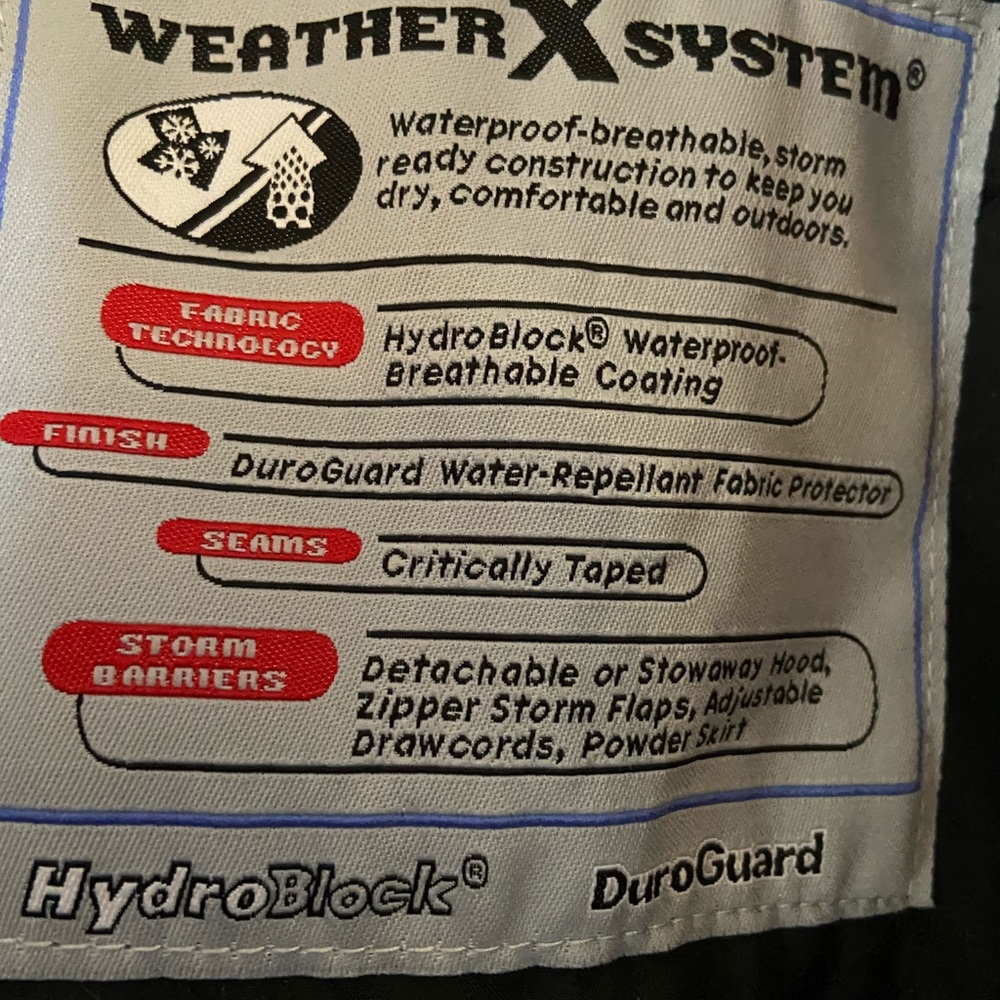 WEATHER X SYSTEM®
Waterproof-breathable, storm
ready construction to keep you
dry, comfortable and outdoors.
FABRIC
TECHNOLOGY
HydroBlock® Waterproof-
Breathable Coating
FINISH
DuroGuard Water-Repellant Fabric Protector
SEAMS
Critically Taped
STORM
BARRIERS
Detachable or Stowaway Hood,
Zipper Storm Flaps, Adjustable
Drawcords, Powder Skirt
HydroBlock®
DuroGuard